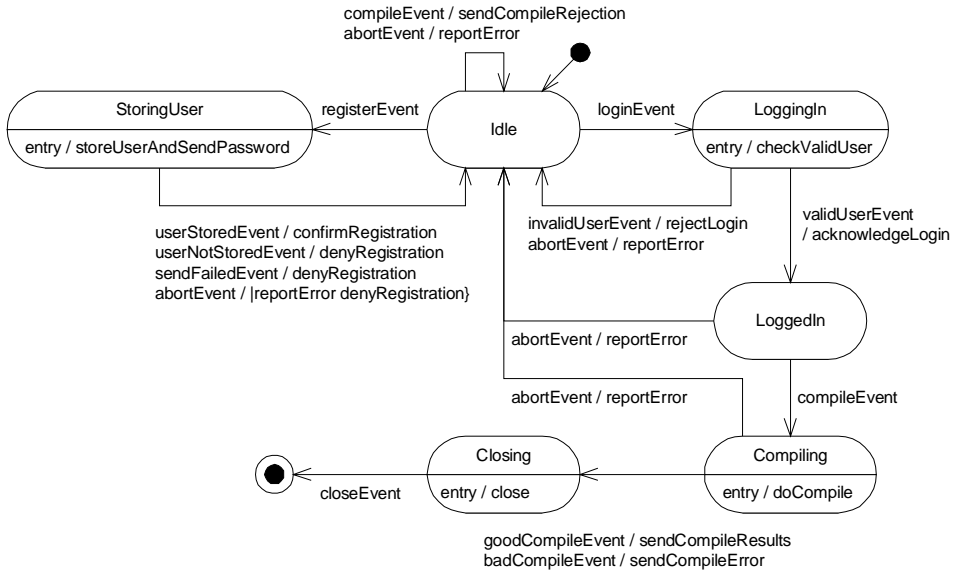 compileEvent / sendCompileRejection
abortEvent / reportError
StoringUser
entry / storeUserAndSendPassword
registerEvent
Idle
loginEvent
LoggingIn
entry / checkValidUser
userStoredEvent / confirmRegistration
userNotStoredEvent / denyRegistration
sendFailedEvent / denyRegistration
abortEvent / |reportError denyRegistration}
invalidUserEvent / rejectLogin
abortEvent / reportError
validUserEvent
/ acknowledgeLogin
LoggedIn
abortEvent / reportError
abortEvent / reportError
compileEvent
Closing
entry / close
Compiling
entry / doCompile
closeEvent
goodCompileEvent / sendCompileResults
badCompileEvent / sendCompileError